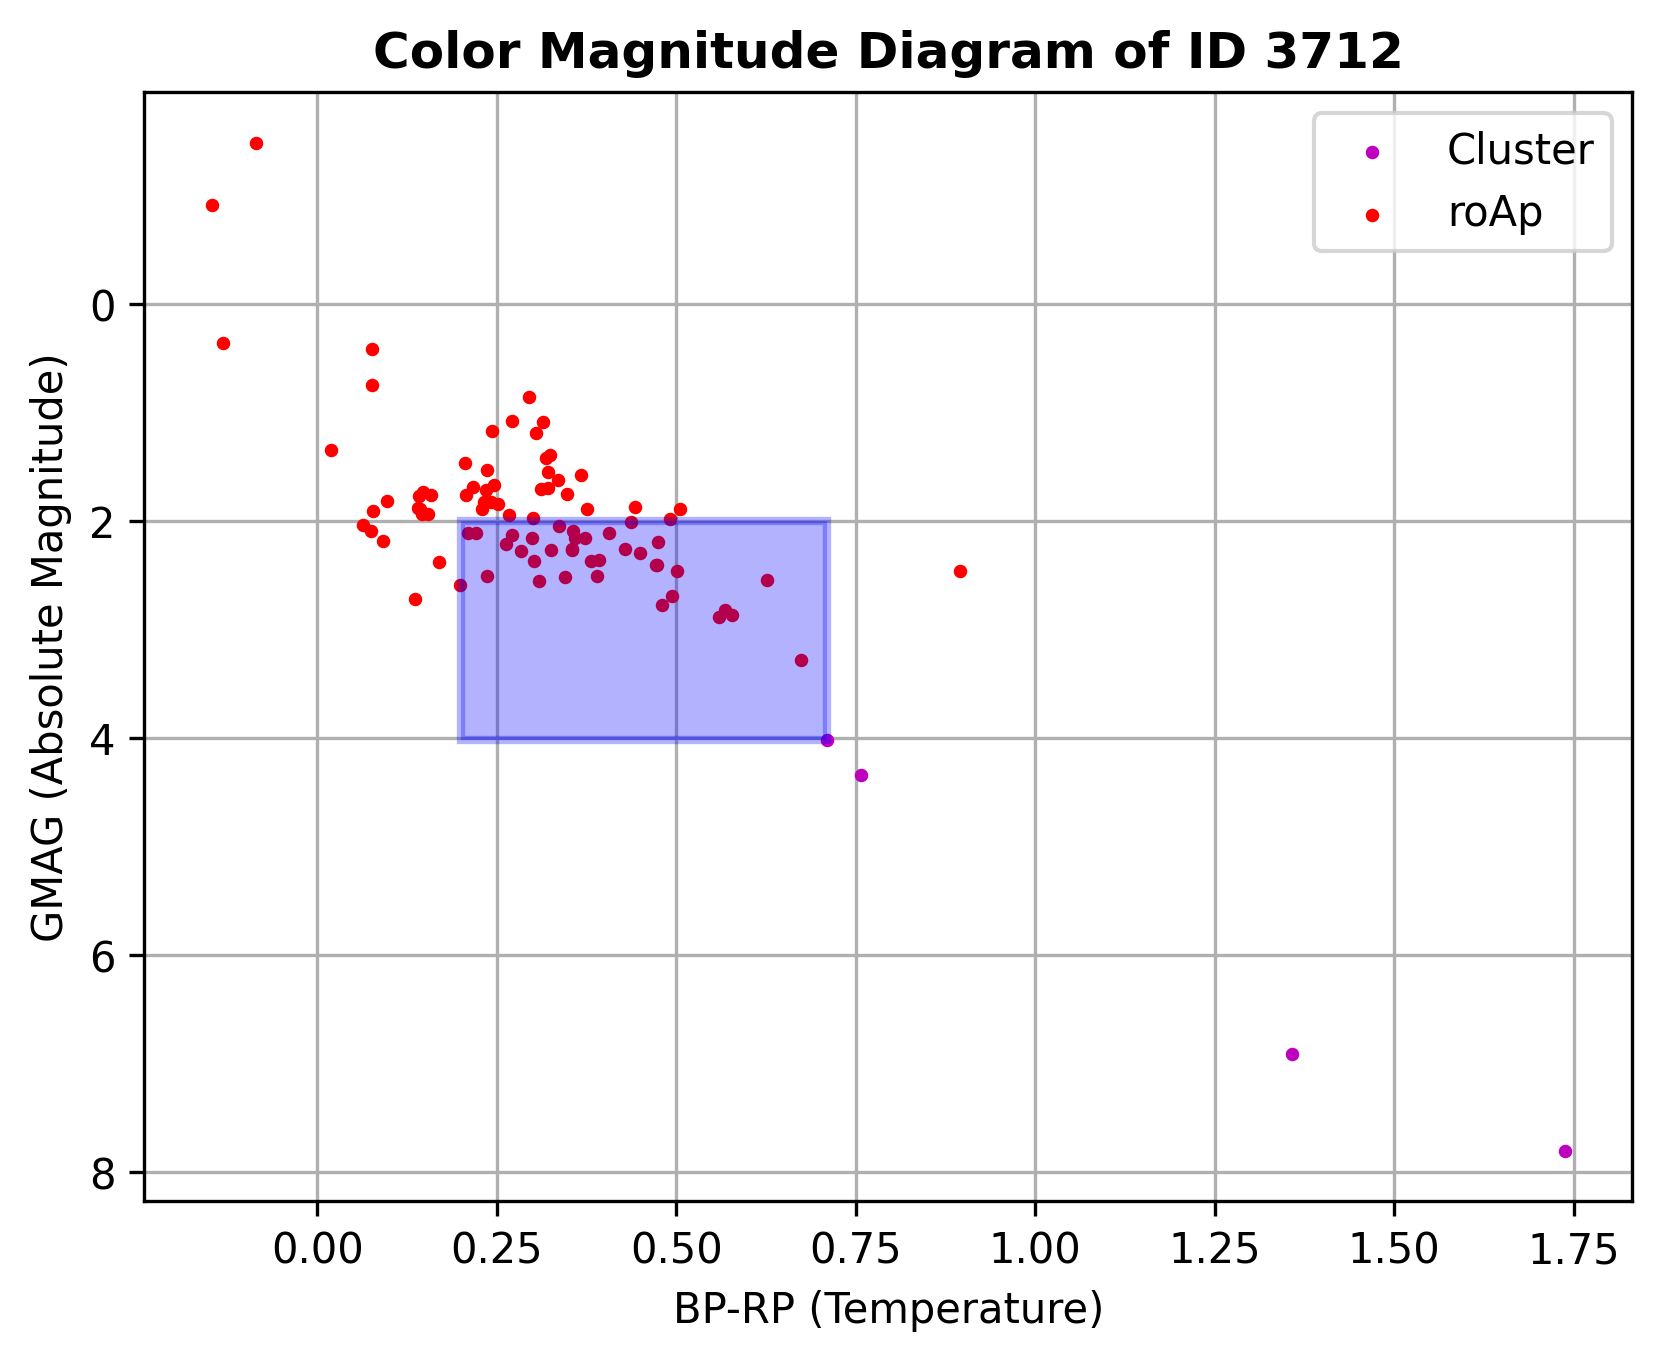 Color Magnitude Diagram of ID 3712
Cluster
roAp
GMAG (Absolute Magnitude)
0
2
4
6
8
0.00 0.25 0.50 0.75 1.00 1.25 1.50 1.75
BP-RP (Temperature)